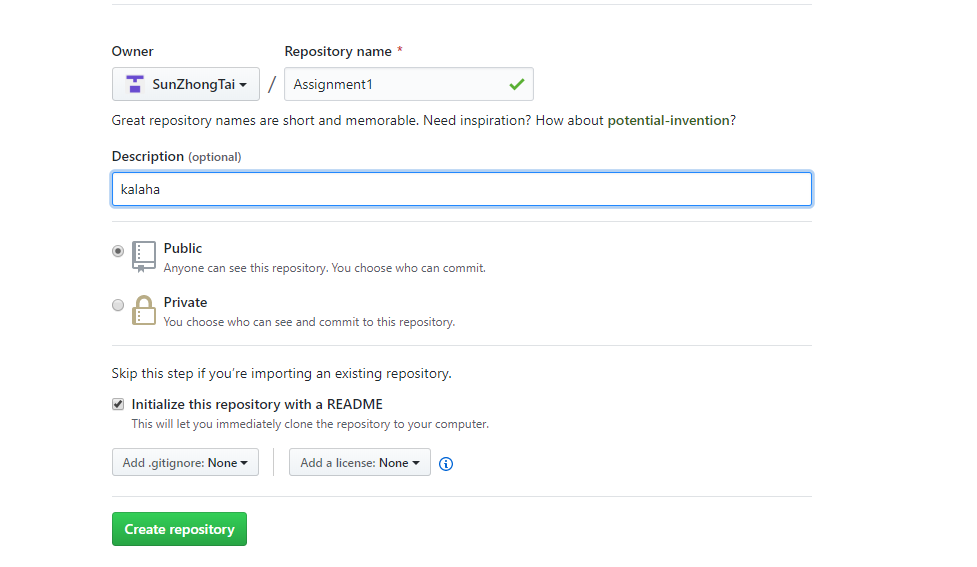 Owner Repository name *
SunZhongTai / Assignment1
Great repository names are short and memorable. Need inspiration? How about potential-invention?
Description (optional)
kalaha
Public
Anyone can see this repository. You choose who can commit.
Private
You choose who can see and commit to this repository.
Skip this step if you’re importing an existing repository.
Initialize this repository with a README
This will let you immediately clone the repository to your computer.
Add .gitignore: None Add a license: None
Create repository